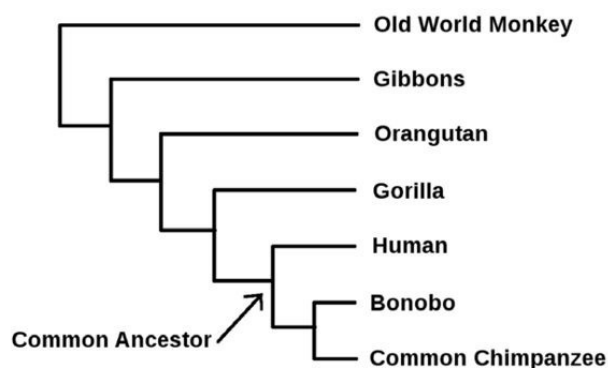 Old World Monkey
Gibbons
Orangutan
Gorilla
Human
Bonobo
Common Ancestor
Common Chimpanzee